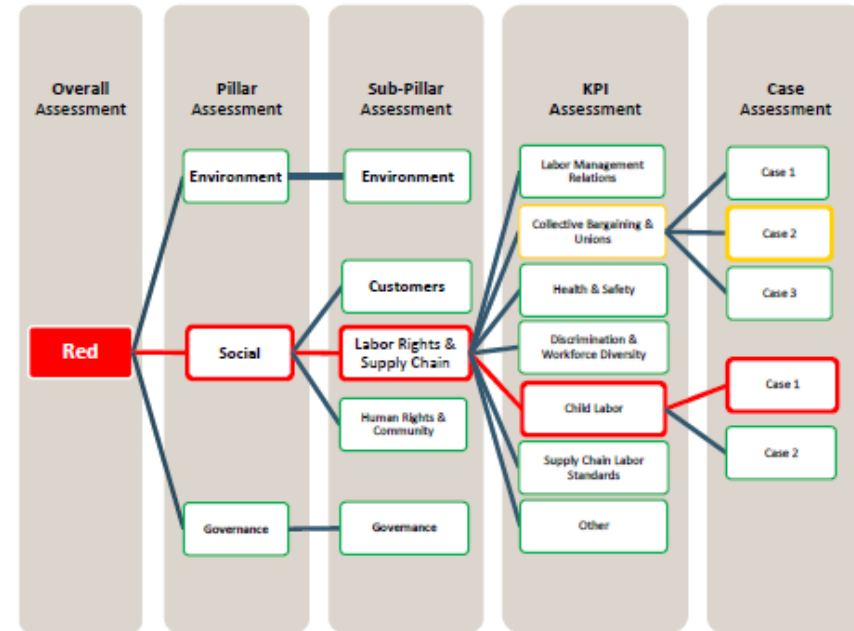 Overall
Assessment
Pillar
Assessment
Sub-Pillar
Assessment
KPI
Assessment
Case
Assessment
Red
Environment
Social
Governance
Environment
Customers
Labor Rights &
Supply Chain
Human Rights &
Community
Governance
Labor Management
Relations
Collective Bargaining &
Unions
Health & Safety
Discrimination &
Workforce Diversity
Child Labor
Supply Chain Labor
Standards
Other
Case 1
Case 2
Case 3
Case 1
Case 2